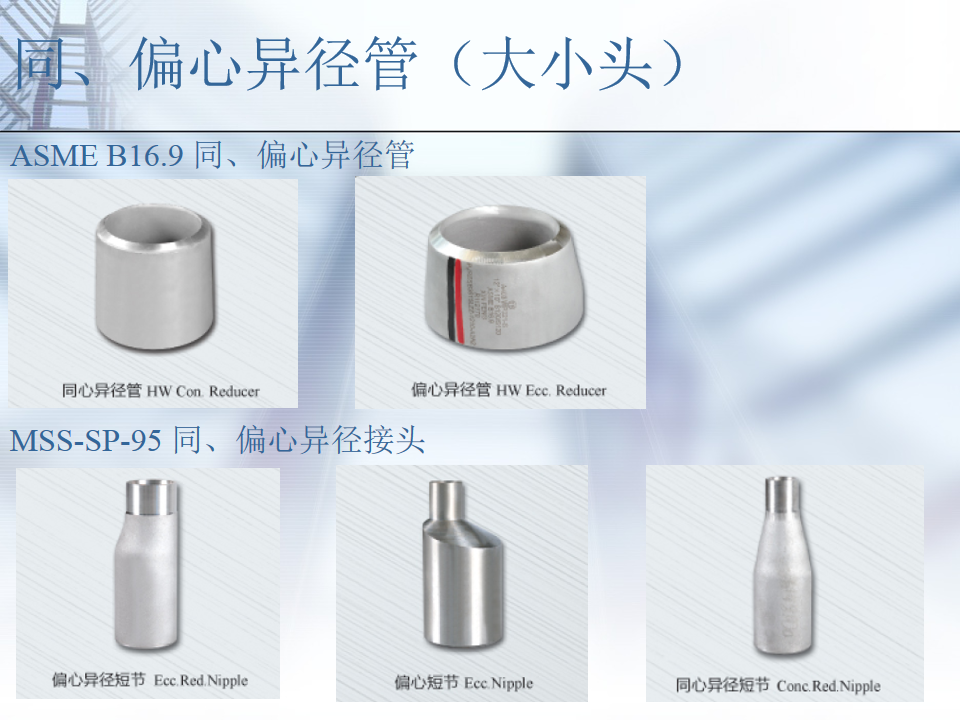 同、偏心异径管（大小头）
ASME B16.9 同、偏心异径管
同心异径管 HW Con. Reducer
偏心异径管 HW Ecc. Reducer
MSS-SP-95 同、偏心异径接头
偏心异径短节 Ecc.Red.Nipple
偏心短节 Ecc.Nipple
同心异径短节 Conc.Red.Nipple